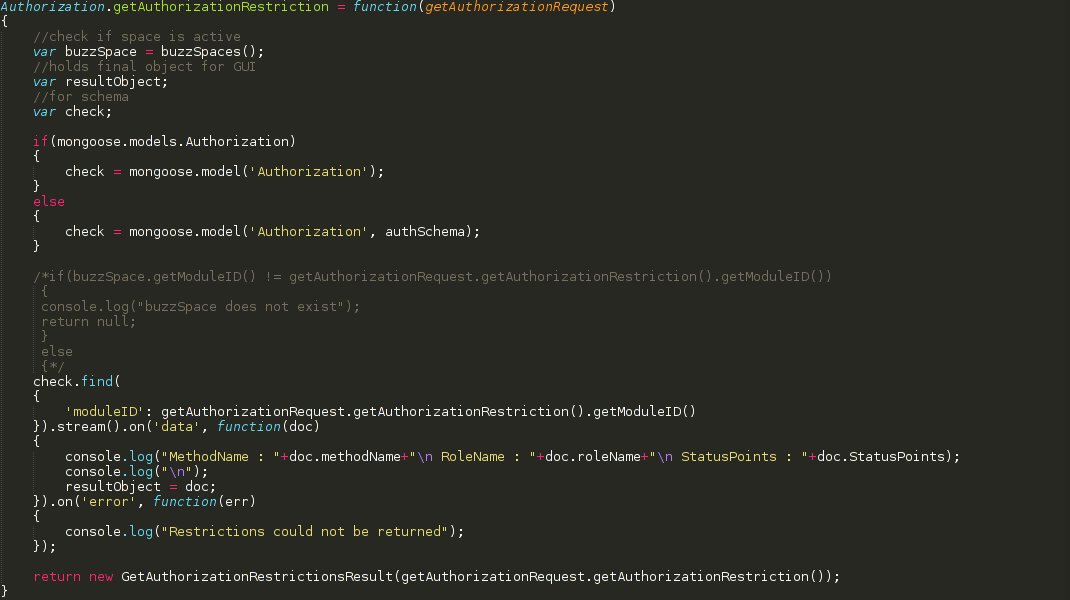 Authorization.getAuthorizationRestriction = function(getAuthorizationRequest)
{
    //check if space is active
    var buzzSpace = buzzSpaces();
    //holds final object for GUI
    var resultObject;
    //for schema
    var check;

    if(mongoose.models.Authorization)
    {
        check = mongoose.model('Authorization');
    }
    else
    {
        check = mongoose.model('Authorization', authSchema);
    }

    /*if(buzzSpace.getModuleID() != getAuthorizationRequest.getAuthorizationRestriction().getModuleID())
     {
     console.log("buzzSpace does not exist");
     return null;
     }
     else
     {*/
    check.find(
    {
        'moduleID': getAuthorizationRequest.getAuthorizationRestriction().getModuleID()
    }).stream().on('data', function(doc)
    {
        console.log("MethodName : "+doc.methodName+"\n RoleName : "+doc.roleName+"\n StatusPoints : "+doc.StatusPoints);
        console.log("\n");
        resultObject = doc;
    }).on('error', function(err)
    {
        console.log("Restrictions could not be returned");
    });

    return new GetAuthorizationRestrictionsResult(getAuthorizationRequest.getAuthorizationRestriction());
}